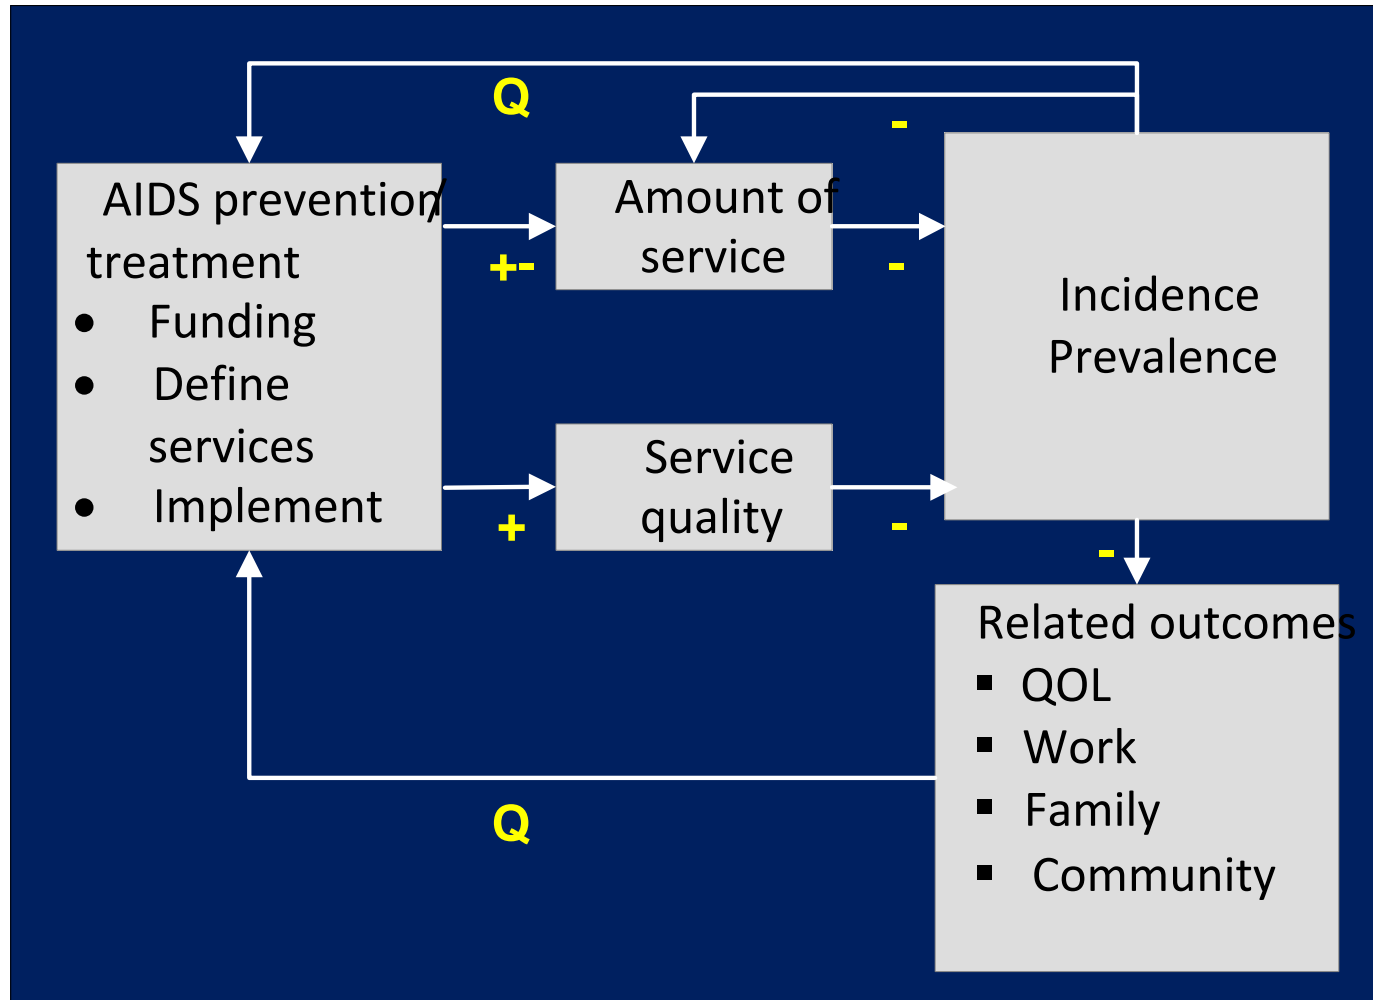 Q
-
AIDS prevention/
treatment
● Funding
● Define
services
● Implement
+-
+
Amount of
service
-
Service
quality
-
Incidence
Prevalence
-
Related outcomes
▪ QOL
▪ Work
▪ Family
▪ Community
Q